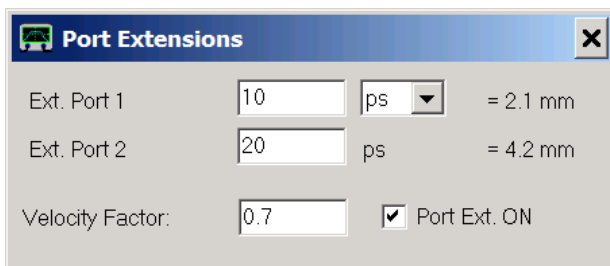 Port Extensions
Ext. Port 1 10 ps = 2.1 mm
Ext. Port 2 20 ps = 4.2 mm
Velocity Factor: 0.7 Port Ext. ON